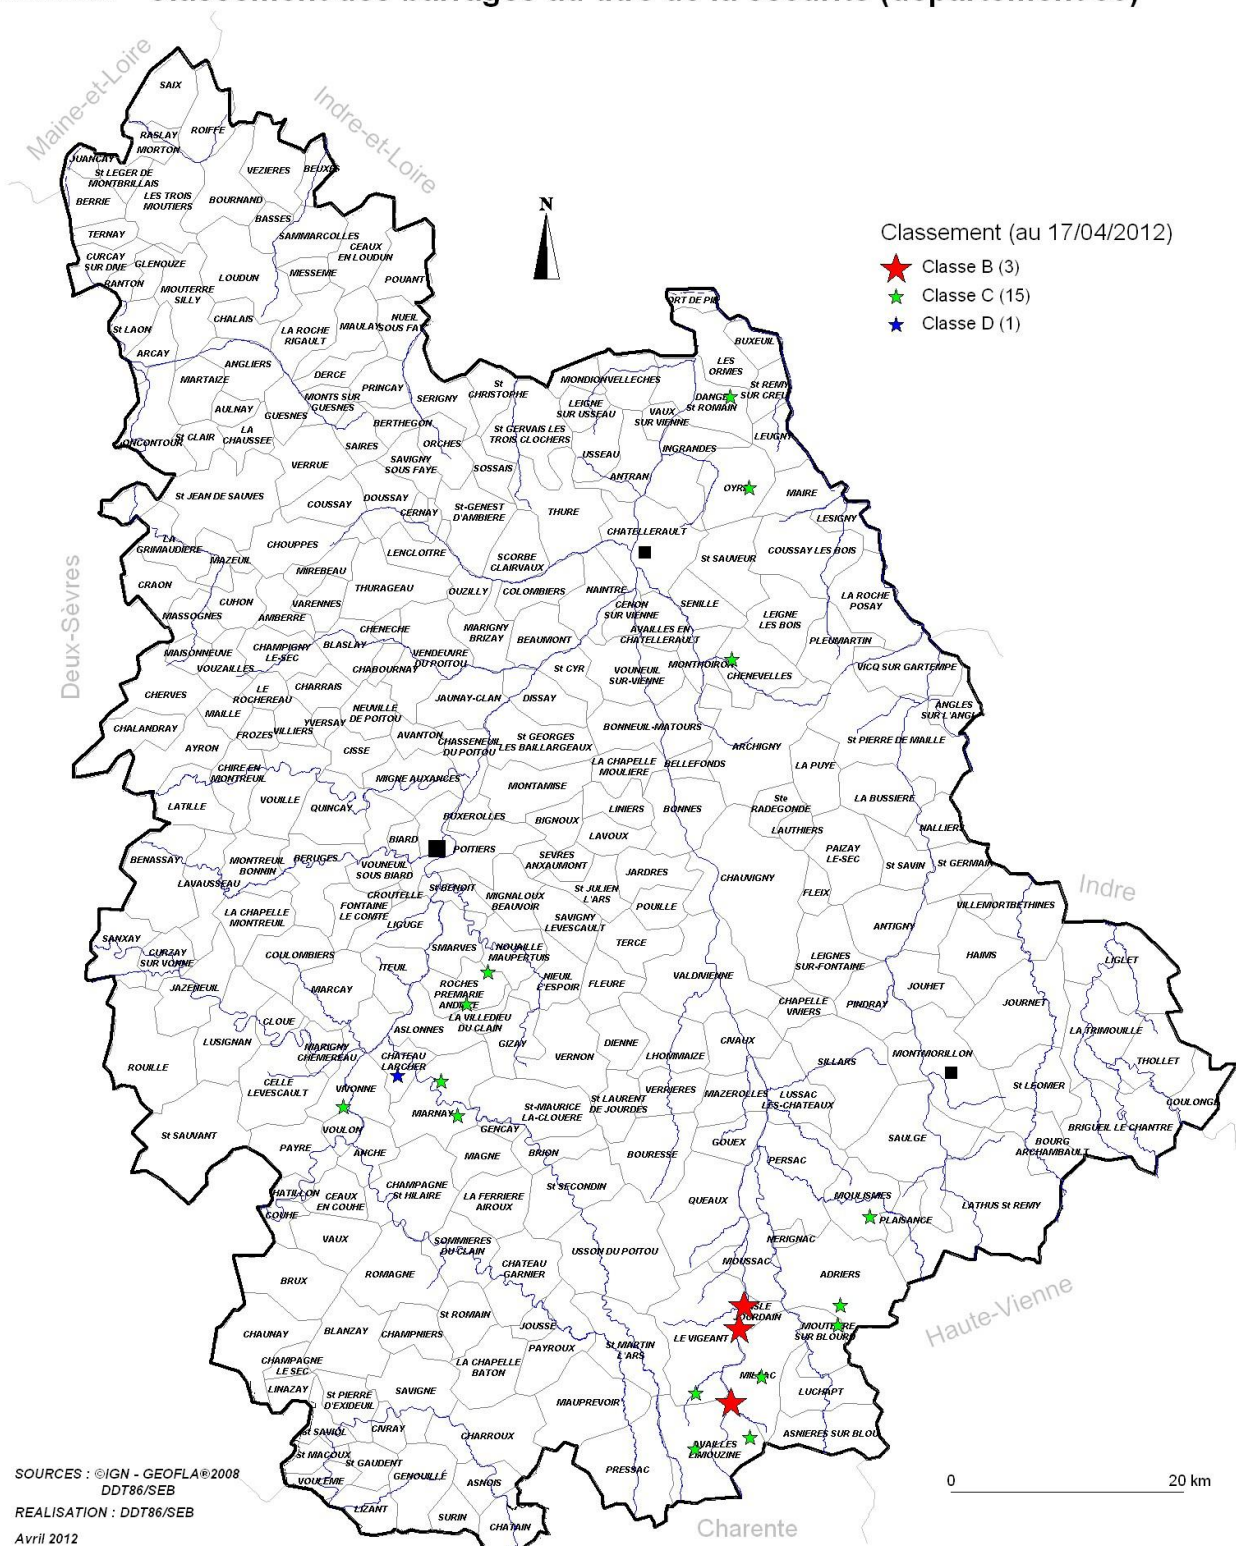 Maine-et-Loire
Indre-et-Loire
SAIX
RASLAY
ROIFFE
MORTON
St LEGER DE
MONTBRILLAIS
VEZIERES
BEUXES
BERRIE
LES TROIS
MOUTIERS
BOURNAND
BASSES
TERNAY
SAMMARCOLLES
CEAUX
EN LOUDUN
CURCAY
SUR DIVE
GLENOUZE
RANTON
MOUTERRE
SILLY
LOUDUN
MESSEME
POUANT
N
Classement (au 17/04/2012)
Classe B (3)
Classe C (15)
Classe D (1)
St LAON
CHALAIS
LA ROCHE
RIGAULT
MAULAY
NUEIL
SOUS FA
ARCAY
ANGLIERS
MARTAIZE
DERCE
MONTS SUR
GUESNES
PRINCAY
SERIGNY
St
CHRISTOPHE
MONDION
VELLECHES
BUXEUIL
LES
ORMES
St REMY
SUR CREU
DANGE
St ROMAIN
LEIGNE
SUR USSEAU
VAUX
SUR VIENNE
AULNAY
GUESNES
St CLAIR
LA
CHAUSSEE
BERTHEGON
SAIRES
ORCHES
St GERVAIS LES
TROIS CLOCHERS
LEUGNY
INGRANDES
USSEAU
VERRUE
SAVIGNY
SOUS FAYE
SOSSAIS
ANTRAN
OYRE
MAIRE
St JEAN DE SAUVES
COUSSAY
DOUSSAY
CERNAY
St-GENEST
D'AMBIERE
THURE
LESIGNY
CHATELLERAULT
LA
GRIMAUDIERE
MAZEUIL
CHOUPPES
LENCLOITRE
SCORBE
CLAIRVAUX
St SAUVEUR
COUSSAY LES BOIS
MIREBEAU
CRAON
THURAGEAU
OUZILLY
COLOMBIERS
NAINTRE
CENON
SUR VIENNE
SENILLE
LA ROCHE
POSAY
LEIGNE
LES BOIS
MASSOGNES
CUHON
VARENNES
AMBERRE
CHENECHE
MARIGNY
BRIZAY
BEAUMONT
AVAILLES EN
CHATELLERAULT
PLEUMARTIN
Deux-Sèvres
MAISONNEUVE
VOUZAILLES
CHAMPIGNY
LE-SEC
BLASLAY
CHABOURNAY
VENDEUVRE
DU POITOU
St CYR
VOUNEUIL
SUR-VIENNE
MONTHOIRON
CHENEVELLES
VICQ SUR GARTEMPE
CHERVES
LE
ROCHEREAU
CHARRAIS
JAUNAY-CLAN
DISSAY
ANGLES
SUR L'ANGL
CHALANDRAY
MAILLE
FROZES
VILLIERS
YVERSAY
NEUVILLE
DE POITOU
AVANTON
CHASSENEUIL
DU POITOU
St GEORGES
LES BAILLARGEAUX
BONNEUIL-MATOURS
ARCHIGNY
St PIERRE DE MAILLE
AYRON
CISSE
CHIRE EN
MONTREUIL
MIGNE AUXANCES
MONTAMISE
LA CHAPELLE
MOULIERE
BELLEFONDS
LA PUYE
LATILLE
VOUILLE
QUINCAY
BUXEROLLES
BIGNOUX
LINIERS
BONNES
Ste
RADEGONDE
LA BUSSIERE
LAUTHIERS
NALLIERS
BIARD
POITIERS
LAVOUX
PAIZAY
LE-SEC
BENASSAY
MONTREUIL
BONNIN
BERUGES
VOUNEUIL
SOUS BIARD
SEVRES
ANXAUMONT
JARDRES
CHAUVIGNY
St SAVIN
St GERMAIN
Indre
LAVAUSSEAU
St BENOIT
CROUTELLE
FONTAINE
LE COMTE
LIGUGE
MIGNALOUX
BEAUVOIR
St JULIEN
L'ARS
POUILLE
FLEIX
VILLEMORT
BETHINES
LA CHAPELLE
MONTREUIL
SAVIGNY
LEVESCAULT
ANTIGNY
SANXAY
CURZAY
SUR VONNE
COULOMBIERS
SMARVES
NOUAILLE
MAUPERTUIS
TERCE
LEIGNES
SUR-FONTAINE
HAIMS
LIGLET
ITEUIL
JAZENEUIL
MARCAY
ROCHES
PREMARIE
NIEUIL
L'ESPOIR
FLEURE
VALDIVIENNE
JOUHET
CHAPELLE
VIVIERS
PINDRAY
JOURNET
CLOUE
ASLONNES
LA VILLEDIEU
DU CLAIN
LA TRIMOUILLE
LUSIGNAN
MARIGNY
CHEMEREAU
CHATEAU
LARCHER
GIZAY
VERNON
DIENNE
LHOMMAIZE
CIVAUX
SILLARS
MONTMORILLON
THOLLET
ROUILLE
CELLE
LEVESCAULT
VIVONNE
MARNAY
St-MAURICE
LA-CLOUERE
St LAURENT
DE JOURDES
VERRIERES
MAZEROLLES
LUSSAC
LES-CHATEAUX
St LEOMER
COULONGE
VOULON
GENCAY
BRIGUEIL LE CHANTRE
St SAUVANT
PAYRE
ANCHE
MAGNE
BRION
BOURESSE
GOUEX
PERSAC
SAULGE
BOURG
ARCHAMBAULT
CHATILLON
COUHE
CEAUX
EN COUHE
CHAMPAGNE
St HILAIRE
LA FERRIERE
AIROUX
St SECONDIN
QUEAUX
MOULISMES
PLAISANCE
LATHUS St REMY
VAUX
SOMMIERES
DU CLAIN
USSON DU POITOU
NERIGNAC
MOUSSAC
ADRIERS
BRUX
ROMAGNE
CHATEAU
GARNIER
Haute-Vienne
St ROMAIN
ISLE
JOURDAIN
CHAUNAY
BLANZAY
CHAMPNIERS
JOUSSE
PAYROUX
St MARTIN
L'ARS
LE VIGEANT
MOUTERRE
SUR BLOURD
CHAMPAGNE
LE SEC
LA CHAPELLE
BATON
LINAZAY
St PIERRE
D'EXIDEUIL
SAVIGNE
MAUPREVOIR
LUCHAPT
St SAVIOL
CIVRAY
CHARROUX
ASNIERES SUR BLOU
AVAILLES
LIMOUZINE
St MACOUX
St GAUDENT
VOULEME
GENOUILLÉ
ASNOIS
PRESSAC
LIZANT
SURIN
CHATAIN
Charente
0 20 km
SOURCES : ©IGN - GEOFLA®2008
DDT86/SEB
REALISATION : DDT86/SEB
Avril 2012